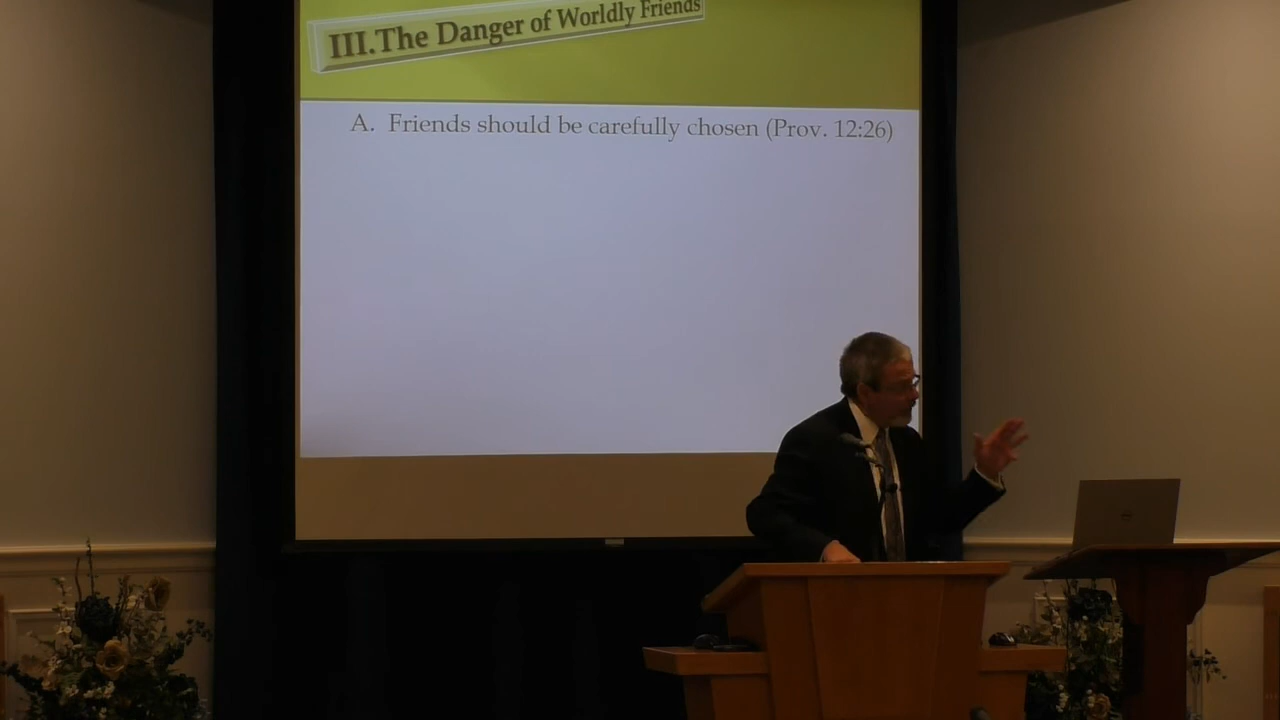 III.The Danger of Worldly Friends
A. Friends should be carefully chosen (Prov. 12:26)